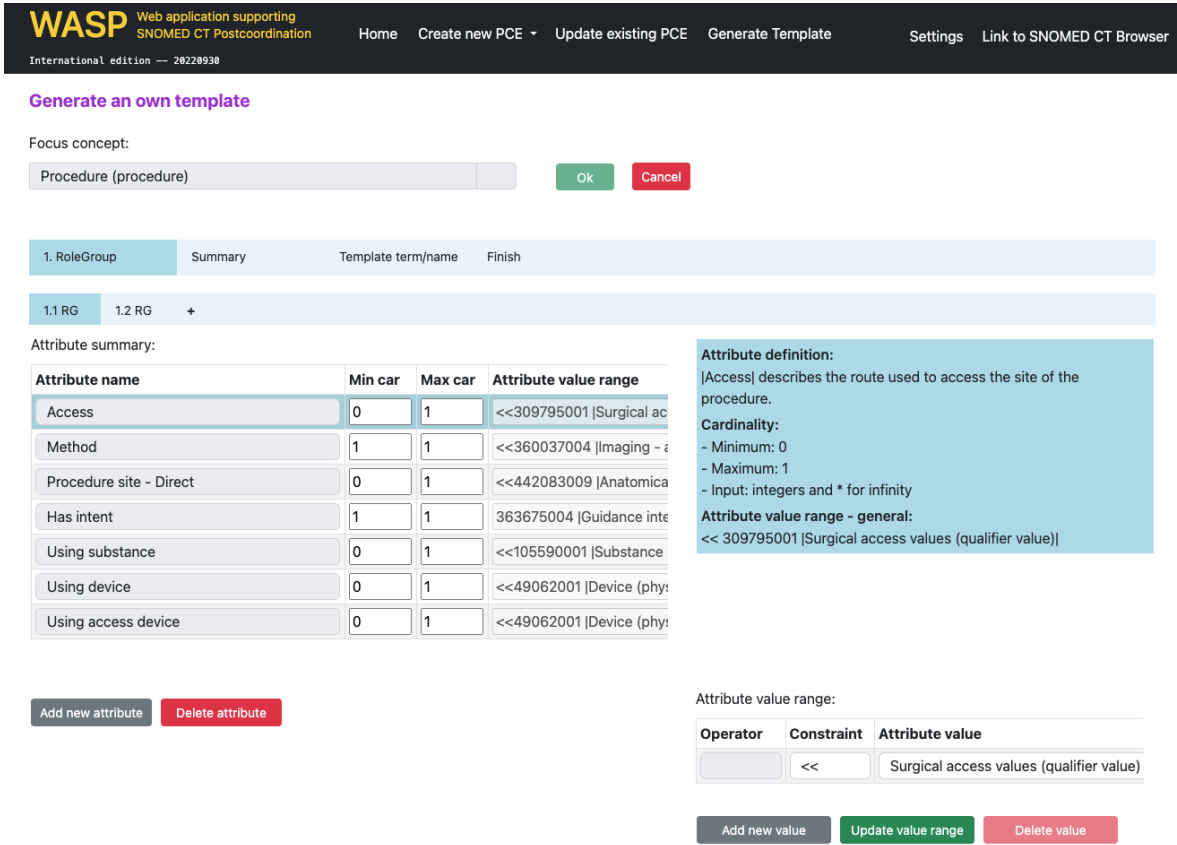 WASP Web application supporting
SNOMED CT Postcoordination
International edition –– 20220930
Home Create new PCE Update existing PCE Generate Template Settings Link to SNOMED CT Browser
Generate an own template
Focus concept:
Procedure (procedure) Ok Cancel
1. RoleGroup Summary Template term/name Finish
1.1 RG 1.2 RG +
Attribute summary:
Attribute name Min car Max car Attribute value range
Access 0 1 <<309795001 |Surgical ac
Method 1 1 <<360037004 |Imaging - a
Procedure site - Direct 0 1 <<442083009 |Anatomica
Has intent 1 1 363675004 |Guidance inte
Using substance 0 1 <<105590001 |Substance
Using device 0 1 <<49062001 |Device (phys
Using access device 0 1 <<49062001 |Device (phys
Add new attribute Delete attribute
Attribute definition:
|Access| describes the route used to access the site of the
procedure.
Cardinality:
- Minimum: 0
- Maximum: 1
- Input: integers and * for infinity
Attribute value range - general:
<< 309795001 |Surgical access values (qualifier value)|
Attribute value range:
Operator Constraint Attribute value
<< Surgical access values (qualifier value)
Add new value Update value range Delete value